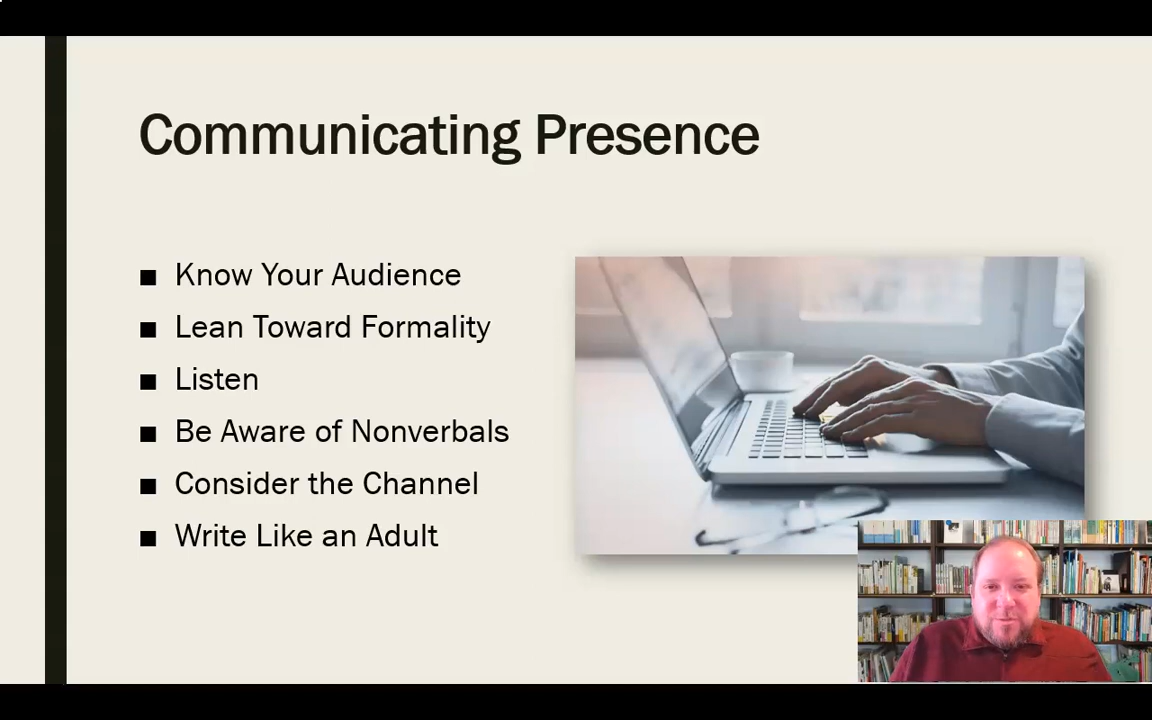 Communicating Presence
■ Know Your Audience
■ Lean Toward Formality
■ Listen
■ Be Aware of Nonverbals
■ Consider the Channel
■ Write Like an Adult